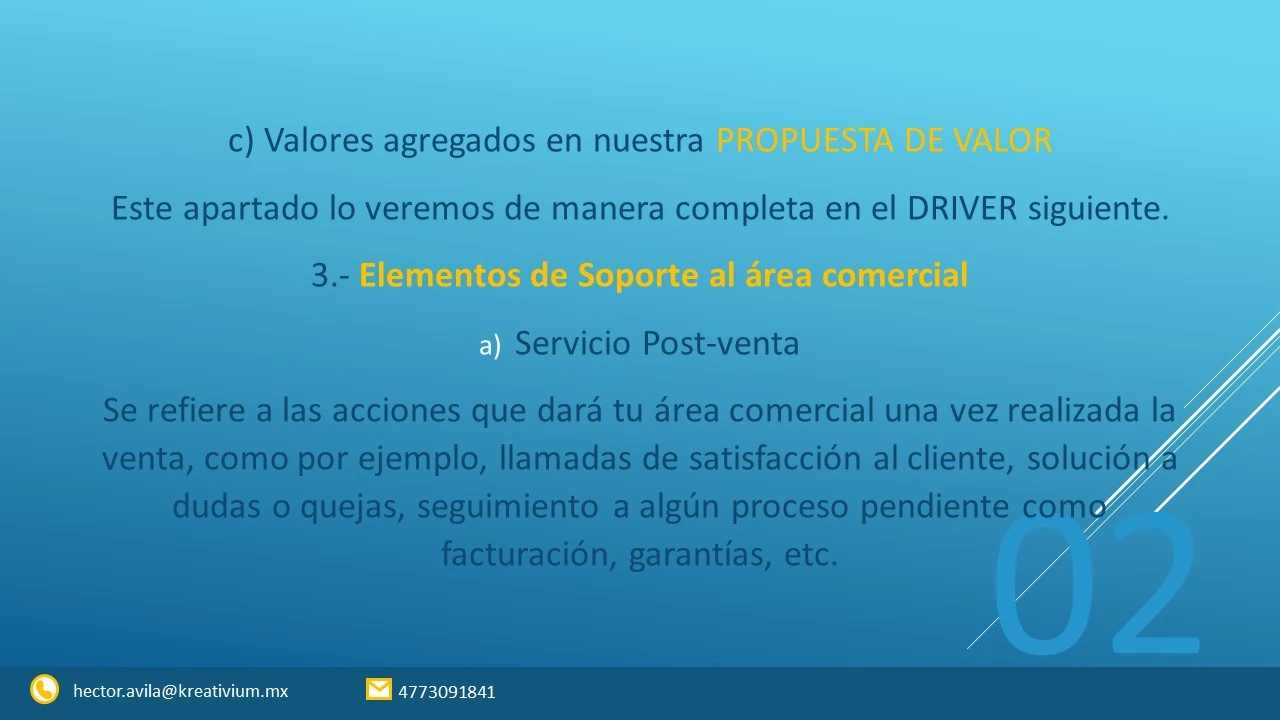 c) Valores agregados en nuestra PROPUESTA DE VALOR
Este apartado lo veremos de manera completa en el DRIVER siguiente.
3.- Elementos de Soporte al área comercial
a) Servicio Post-venta
Se refiere a las acciones que dará tu área comercial una vez realizada la
venta, como por ejemplo, llamadas de satisfacción al cliente, solución a
dudas o quejas, seguimiento a algún proceso pendiente como
facturación, garantías, etc.
02
hector.avila@kreativium.mx
4773091841